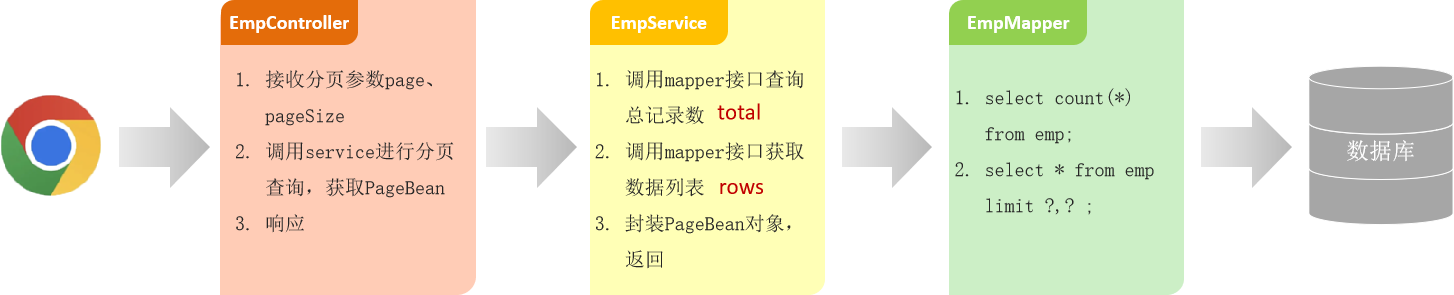 EmpController
1. 接收分页参数page、
pageSize
2. 调用service进行分页
查询，获取PageBean
3. 响应
EmpService
1. 调用mapper接口查询
总记录数 total
2. 调用mapper接口获取
数据列表 rows
3. 封装PageBean对象，
返回
EmpMapper
1. select count(*)
from emp;
2. select * from emp
limit ?,? ;
数据库